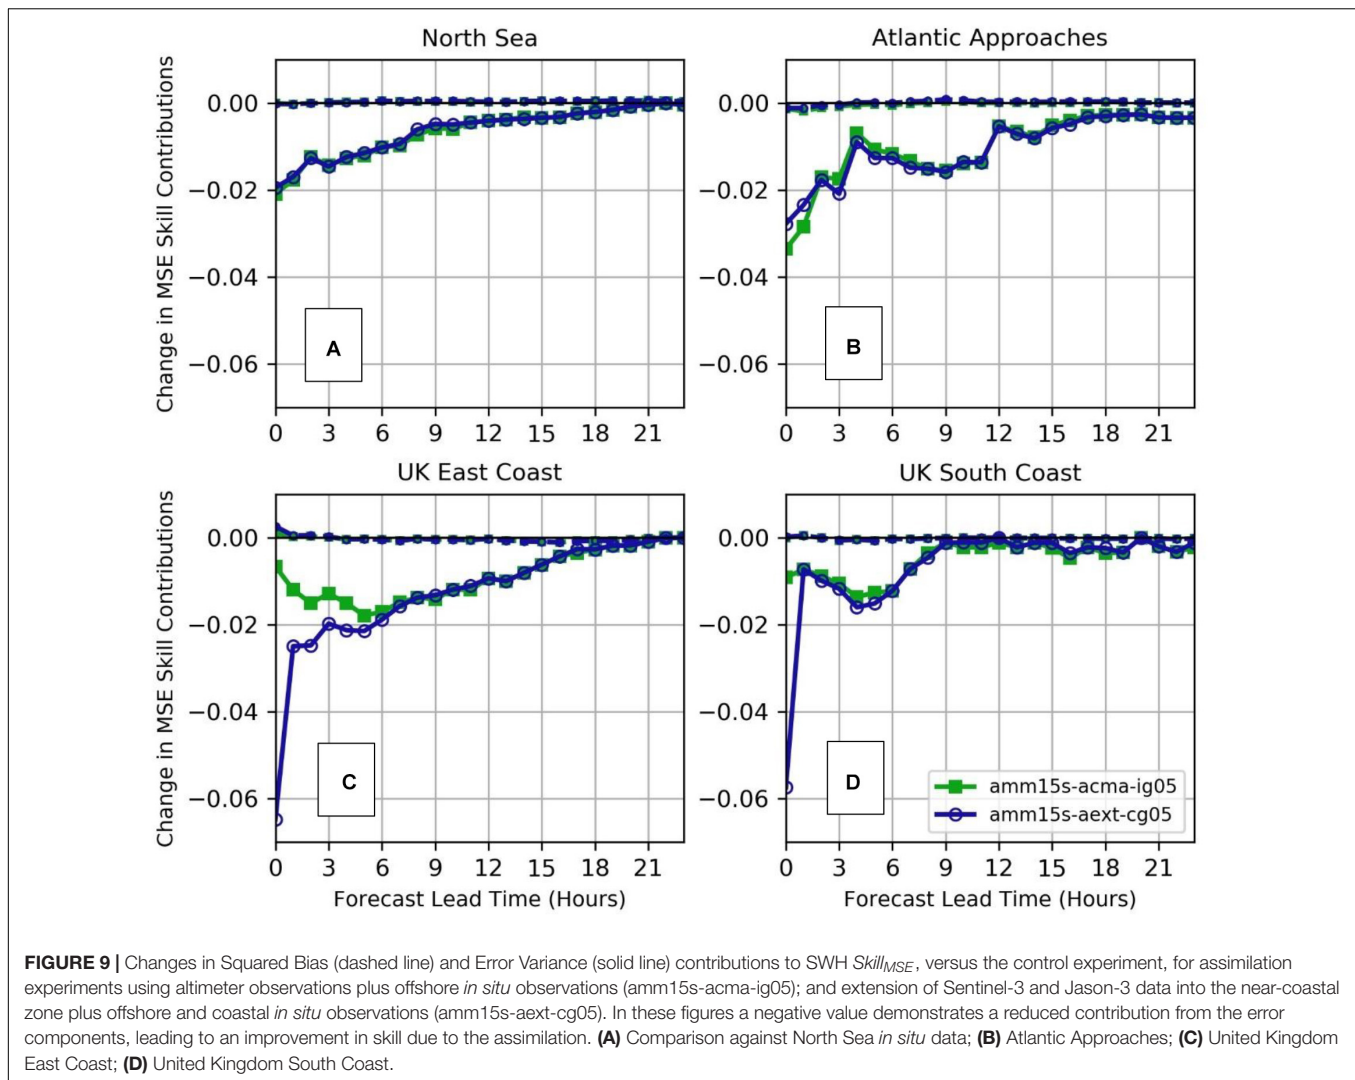 North Sea
Atlantic Approaches
Change in MSE Skill Contributions
0.00
−0.02
−0.04
−0.06
A
0 3 6 9 12 15 18 21
0.00
−0.02
−0.04
−0.06
B
0 3 6 9 12 15 18 21
UK East Coast
UK South Coast
Change in MSE Skill Contributions
0.00
−0.02
−0.04
−0.06
C
0 3 6 9 12 15 18 21
Forecast Lead Time (Hours)
0.00
−0.02
−0.04
−0.06
D
amm15s-acma-ig05
amm15s-aext-cg05
0 3 6 9 12 15 18 21
Forecast Lead Time (Hours)
FIGURE 9 | Changes in Squared Bias (dashed line) and Error Variance (solid line) contributions to SWH Skill_MSE, versus the control experiment, for assimilation
experiments using altimeter observations plus offshore in situ observations (amm15s-acma-ig05); and extension of Sentinel-3 and Jason-3 data into the near-coastal
zone plus offshore and coastal in situ observations (amm15s-aext-cg05). In these figures a negative value demonstrates a reduced contribution from the error
components, leading to an improvement in skill due to the assimilation. (A) Comparison against North Sea in situ data; (B) Atlantic Approaches; (C) United Kingdom
East Coast; (D) United Kingdom South Coast.